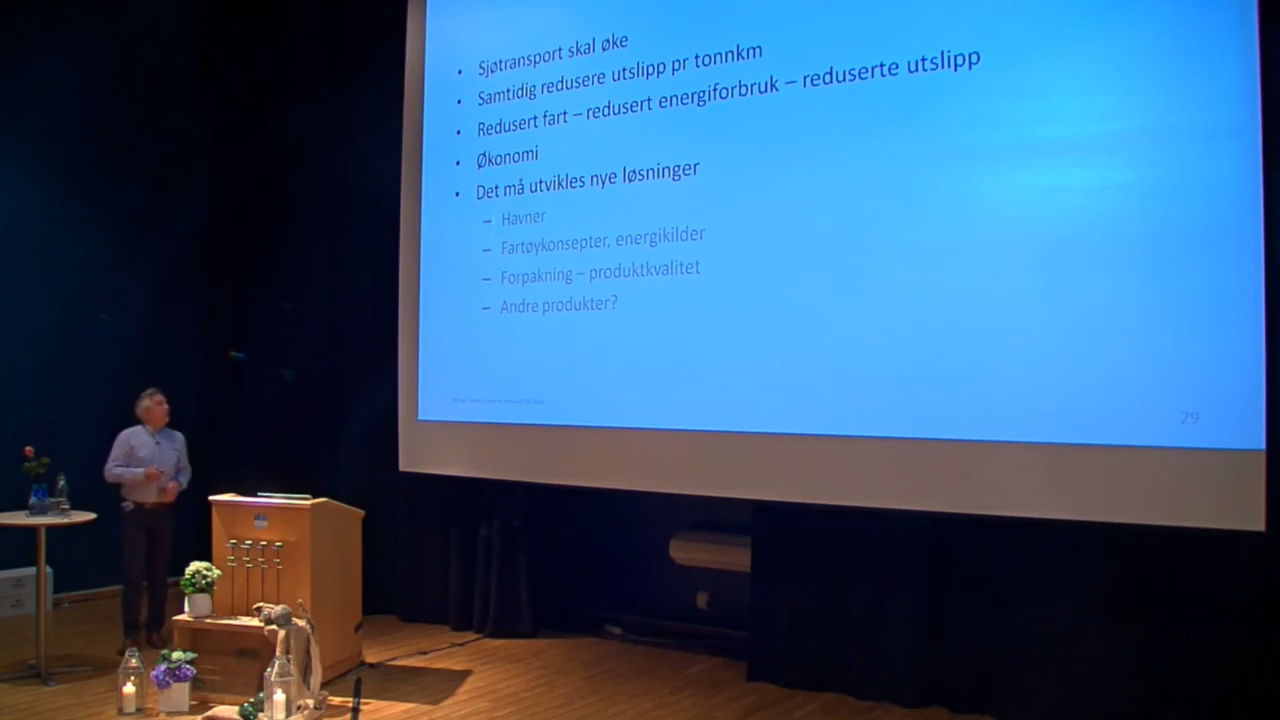 • Sjøtransport skal øke
• Samtidig redusere utslipp pr tonnkm
• Redusert fart – redusert energiforbruk – reduserte utslipp
• Økonomi
• Det må utvikles nye løsninger
– Havner
– Fartøykonsepter, energikilder
– Forpakning – produktkvalitet
– Andre produkter?
29